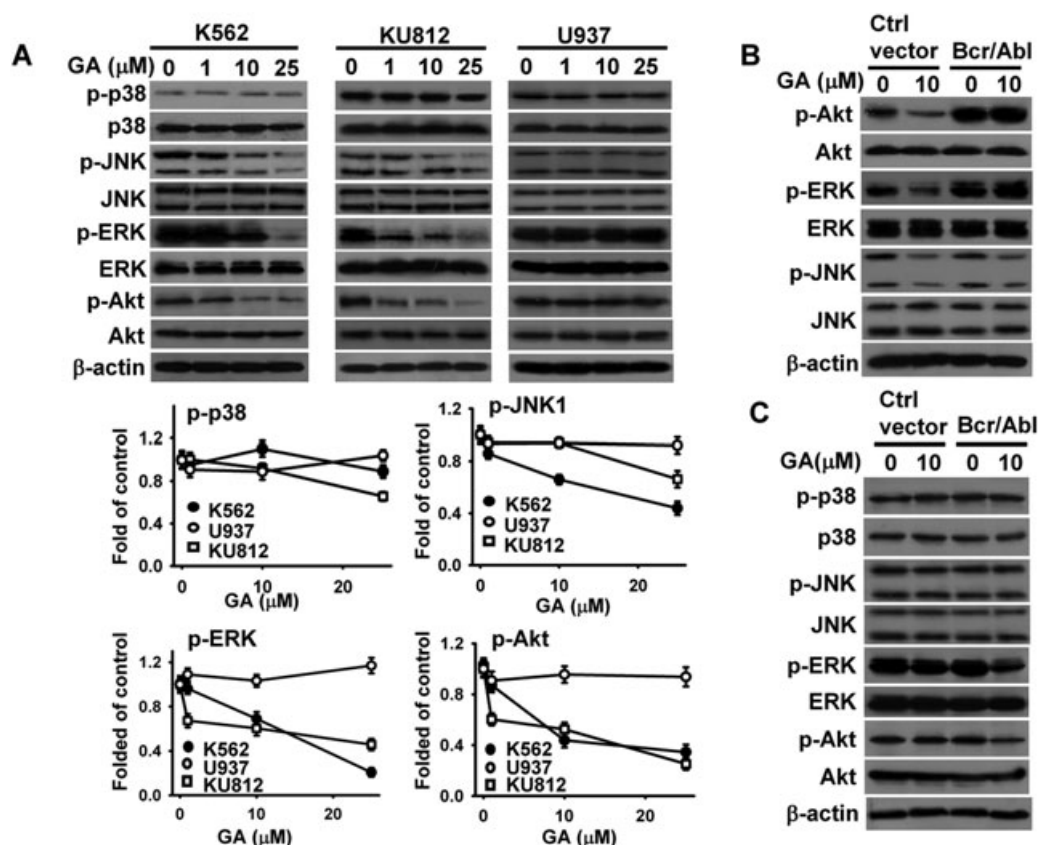 A
K562 KU812 U937
GA (μM) 0 1 10 25 0 1 10 25 0 1 10 25
p-p38
p38
p-JNK
JNK
p-ERK
ERK
p-Akt
Akt
β-actin
p-p38
Fold of control
1.2
0.8
0.4
0.0
K562
U937
KU812
0 10 20
GA (μM)
p-JNK1
Fold of control
1.2
0.8
0.4
0.0
K562
U937
KU812
0 10 20
GA (μM)
p-ERK
Folded of control
1.2
0.8
0.4
0.0
K562
U937
KU812
0 10 20
GA (μM)
p-Akt
Folded of control
1.2
0.8
0.4
0.0
K562
U937
KU812
0 10 20
GA (μM)
B
Ctrl
vector Bcr/Abl
GA (μM) 0 10 0 10
p-Akt
Akt
p-ERK
ERK
p-JNK
JNK
β-actin
C
Ctrl
vector Bcr/Abl
GA(μM) 0 10 0 10
p-p38
p38
p-JNK
JNK
p-ERK
ERK
p-Akt
Akt
β-actin